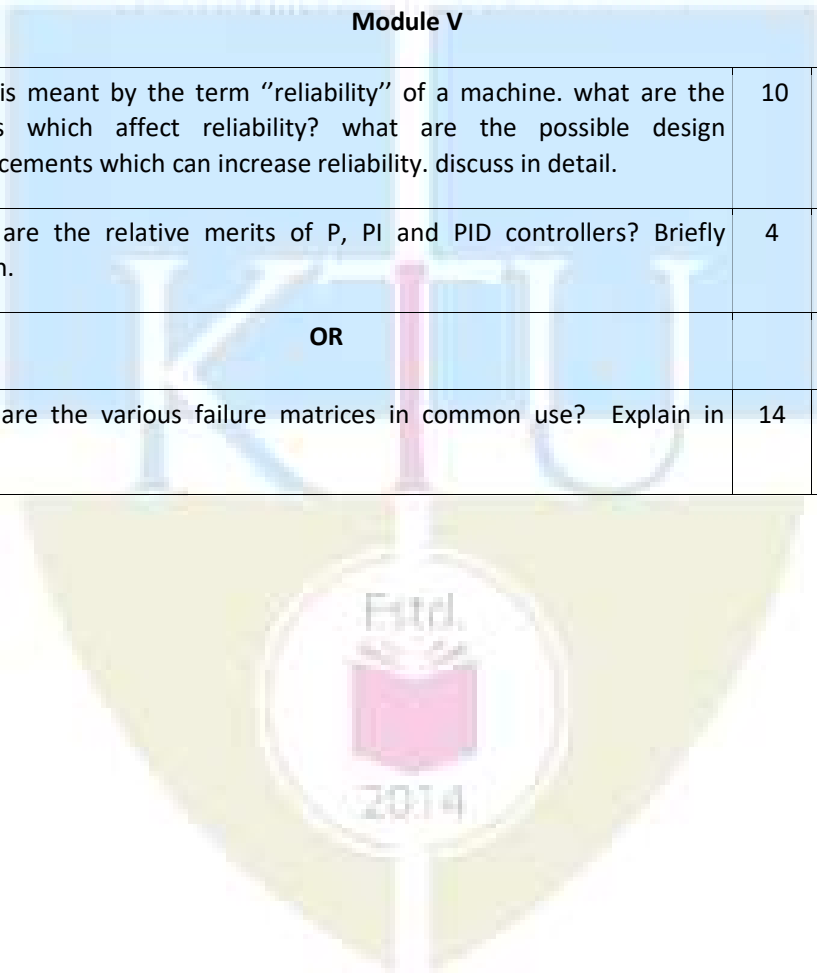 Module V
is meant by the term ‘‘reliability’’ of a machine. what are the 10
s which affect reliability? what are the possible design
cements which can increase reliability. discuss in detail.
are the relative merits of P, PI and PID controllers? Briefly 4
n.
OR
are the various failure matrices in common use? Explain in 14
KTU
Estd.
2014